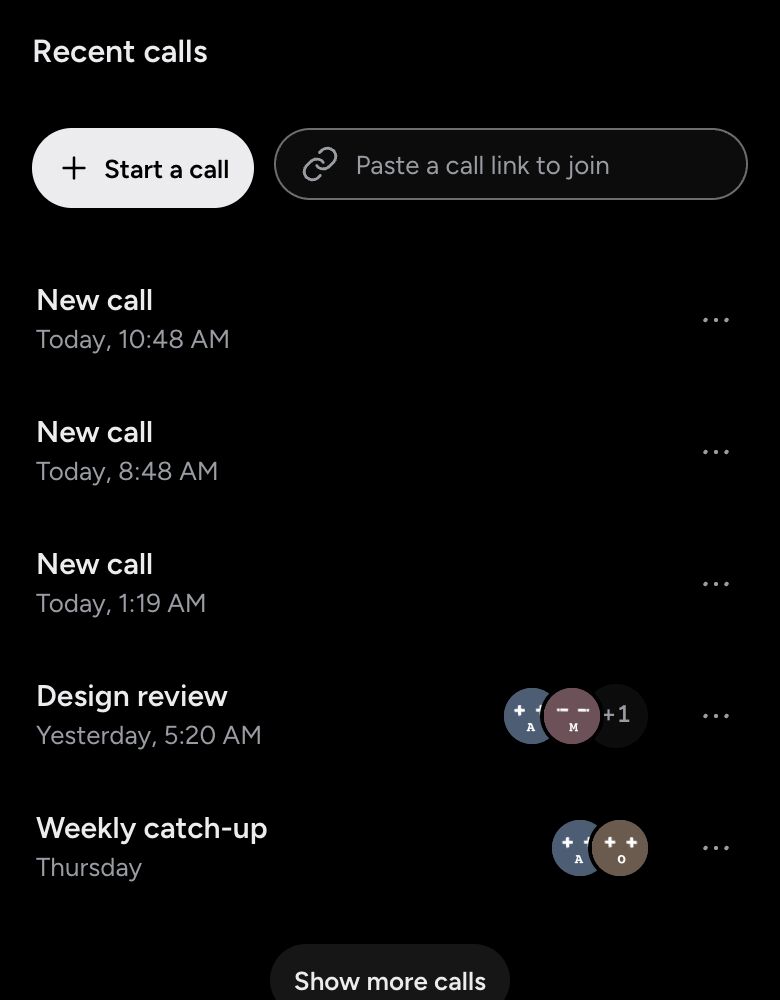 Recent calls
Start a call
Paste a call link to join
New call
Today, 10:48 AM
New call
Today, 8:48 AM
New call
Today, 1:19 AM
Design review
Yesterday, 5:20 AM
A
M
+1
Weekly catch-up
Thursday
A
O
Show more calls